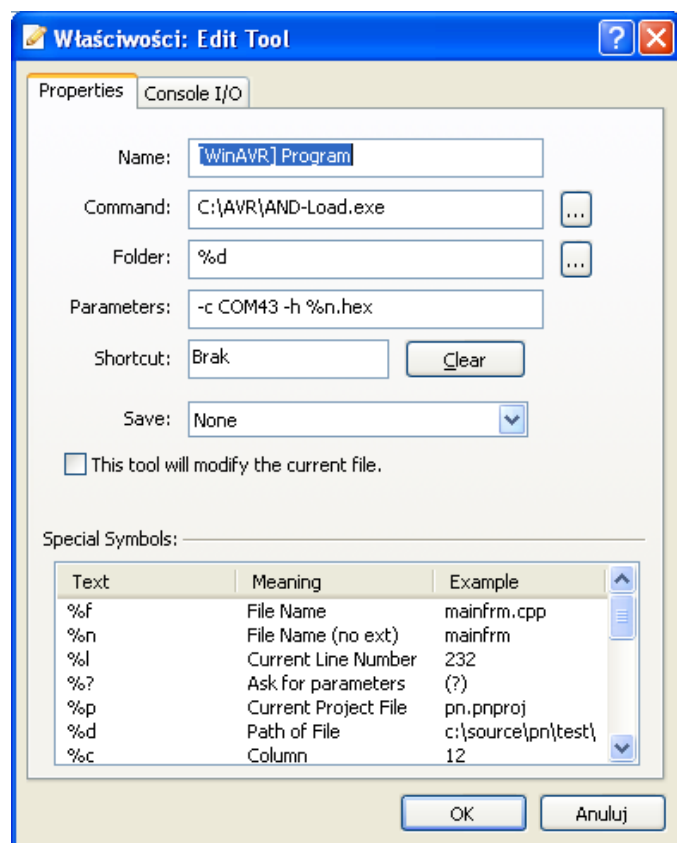 Właściwości: Edit Tool
Properties
Console I/O
Name: [WinAVR] Program
Command: C:\AVR\AND-Load.exe ...
Folder: %d ...
Parameters: -c COM43 -h %n.hex
Shortcut: Brak Clear
Save: None
This tool will modify the current file.
Special Symbols:
Text Meaning Example
%f File Name mainfrm.cpp
%n File Name (no ext) mainfrm
%l Current Line Number 232
%? Ask for parameters (?)
%p Current Project File pn.pnproj
%d Path of File c:\source\pn\test\
%c Column 12
OK Anuluj